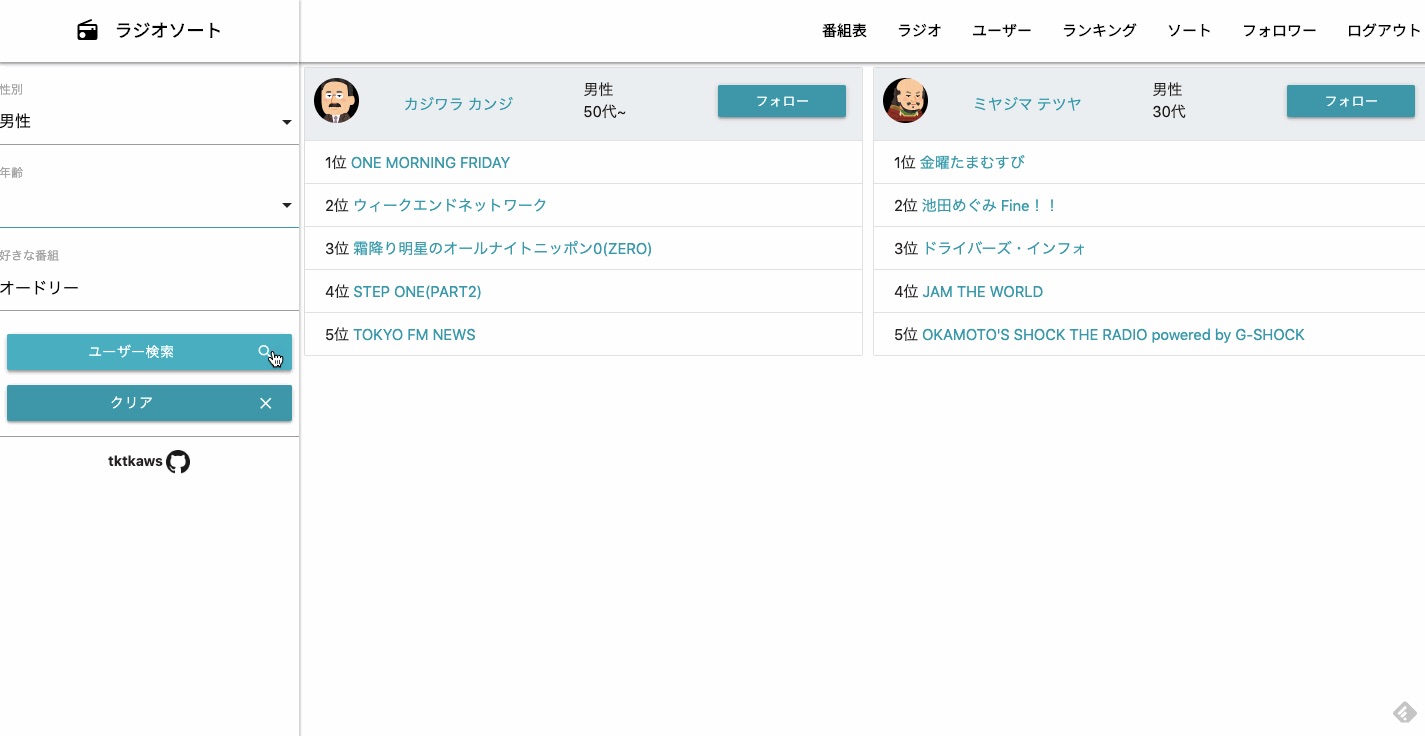 ラジオソート
番組表 ラジオ ユーザー ランキング ソート フォロワー ログアウト
性別
男性
年齢
好きな番組
オードリー
ユーザー検索
クリア
tktkaws
カジワラ カンジ
男性
50代~
フォロー
1位 ONE MORNING FRIDAY
2位 ウィークエンドネットワーク
3位 霜降り明星のオールナイトニッポン0(ZERO)
4位 STEP ONE(PART2)
5位 TOKYO FM NEWS
ミヤジマ テツヤ
男性
30代
フォロー
1位 金曜たまむすび
2位 池田めぐみ Fine！！
3位 ドライバーズ・インフォ
4位 JAM THE WORLD
5位 OKAMOTO'S SHOCK THE RADIO powered by G-SHOCK